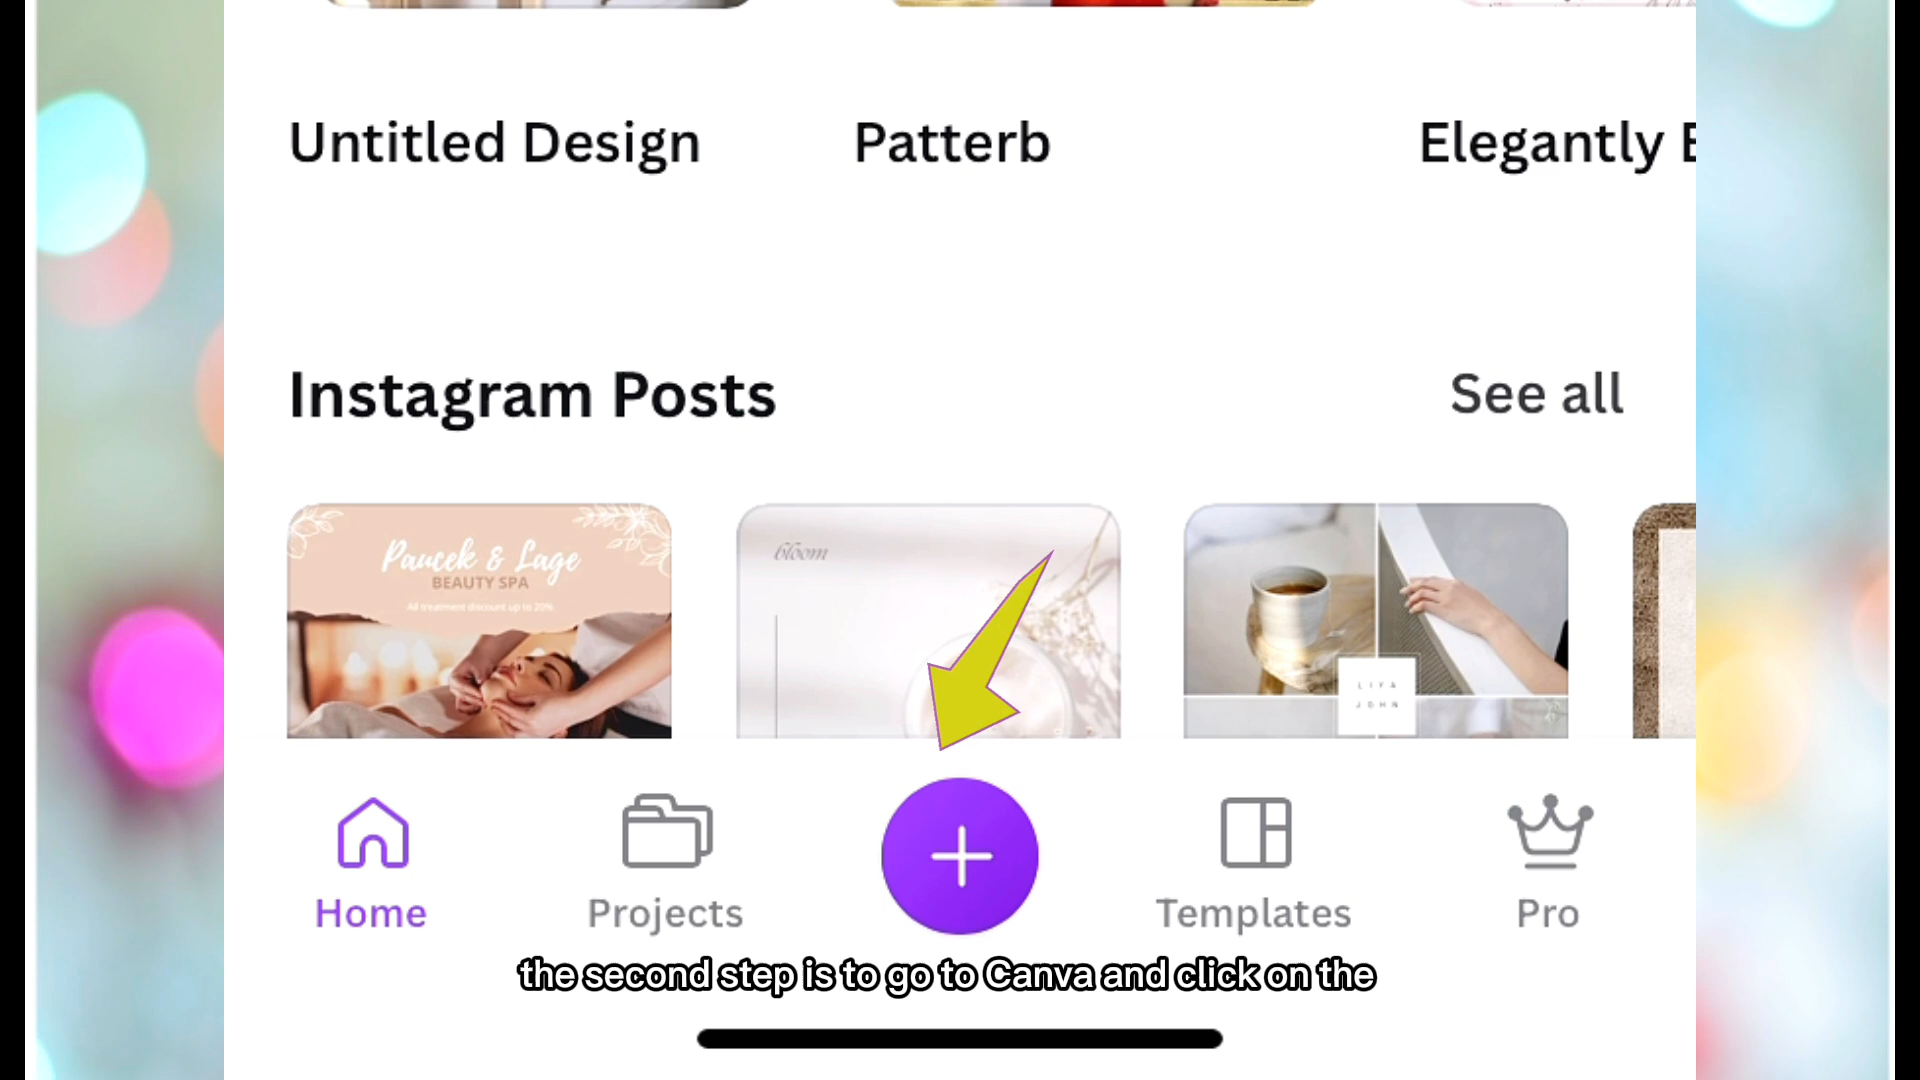 Untitled Design
Patterb
Elegantly
Instagram Posts
See all
Paucek & Lage
BEAUTY SPA
All treatment discount up to 20%
bloom
LIYA
JOHN
Home
Projects
Templates
Pro
the second step is to go to Canva and click on the